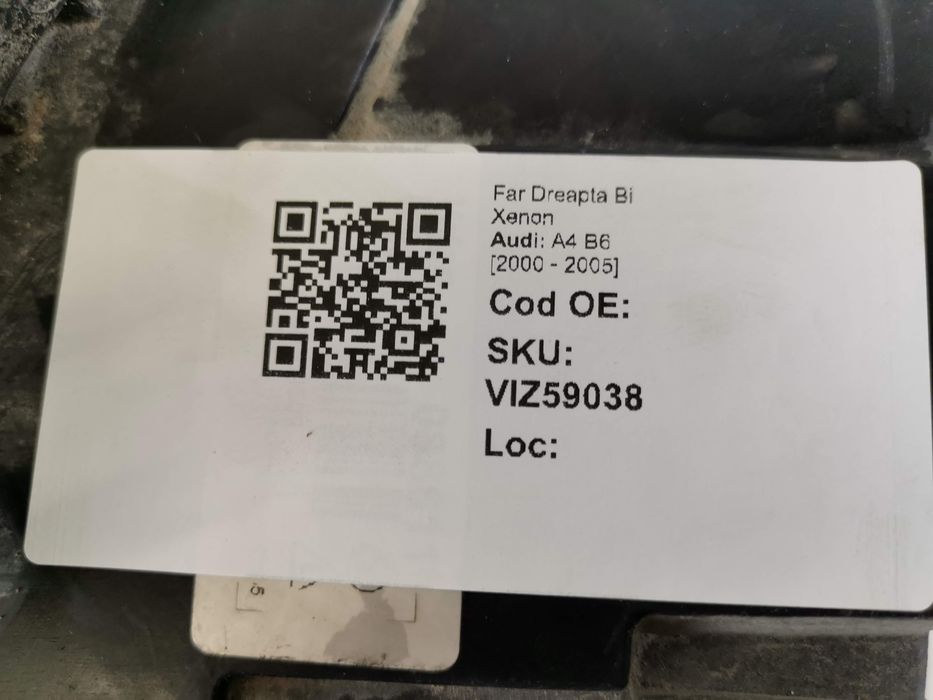 Far Dreapta Bi
Xenon
Audi: A4 B6
[2000 - 2005]
Cod OE:
SKU:
VIZ59038
Loc: